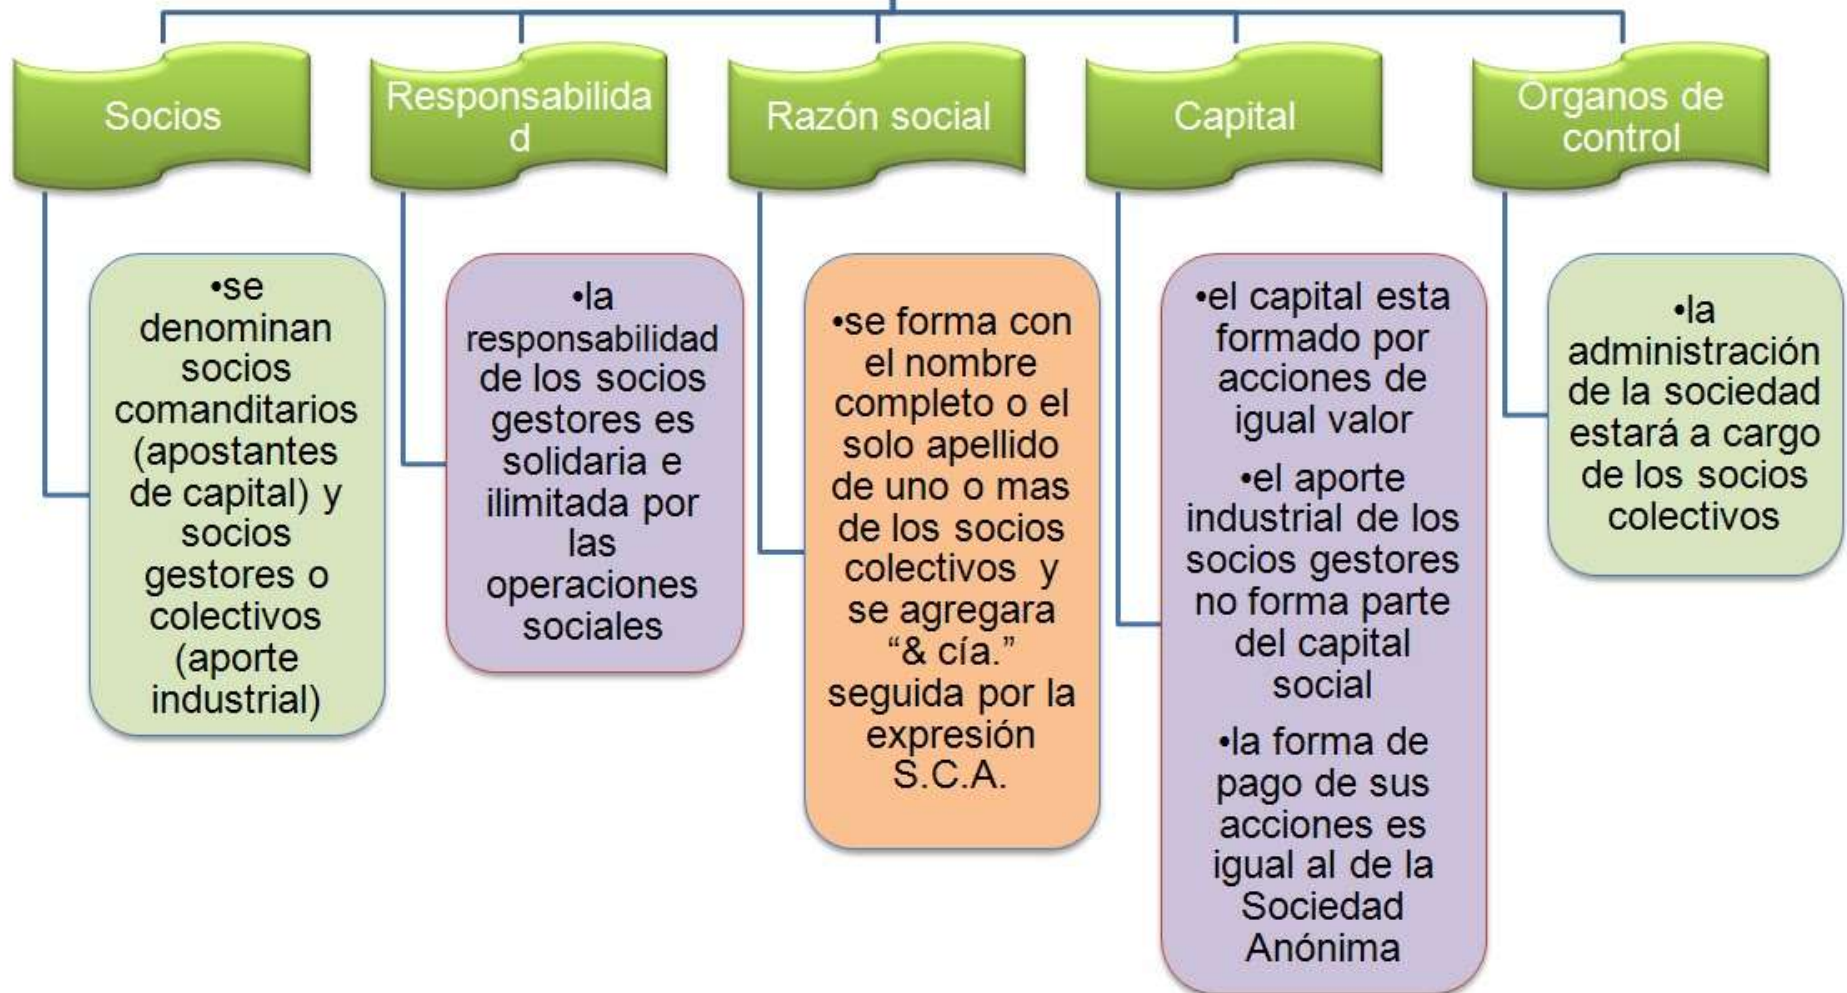 Socios
Responsabilida
d
Razón social
Capital
Organos de
control
•se
denominan
socios
comanditarios
(apostantes
de capital) y
socios
gestores o
colectivos
(aporte
industrial)
•la
responsabilidad
de los socios
gestores es
solidaria e
ilimitada por
las
operaciones
sociales
•se forma con
el nombre
completo o el
solo apellido
de uno o mas
de los socios
colectivos y
se agregara
“& cía.”
seguida por la
expresión
S.C.A.
•el capital esta
formado por
acciones de
igual valor
•el aporte
industrial de los
socios gestores
no forma parte
del capital
social
•la forma de
pago de sus
acciones es
igual al de la
Sociedad
Anónima
•la
administración
de la sociedad
estará a cargo
de los socios
colectivos